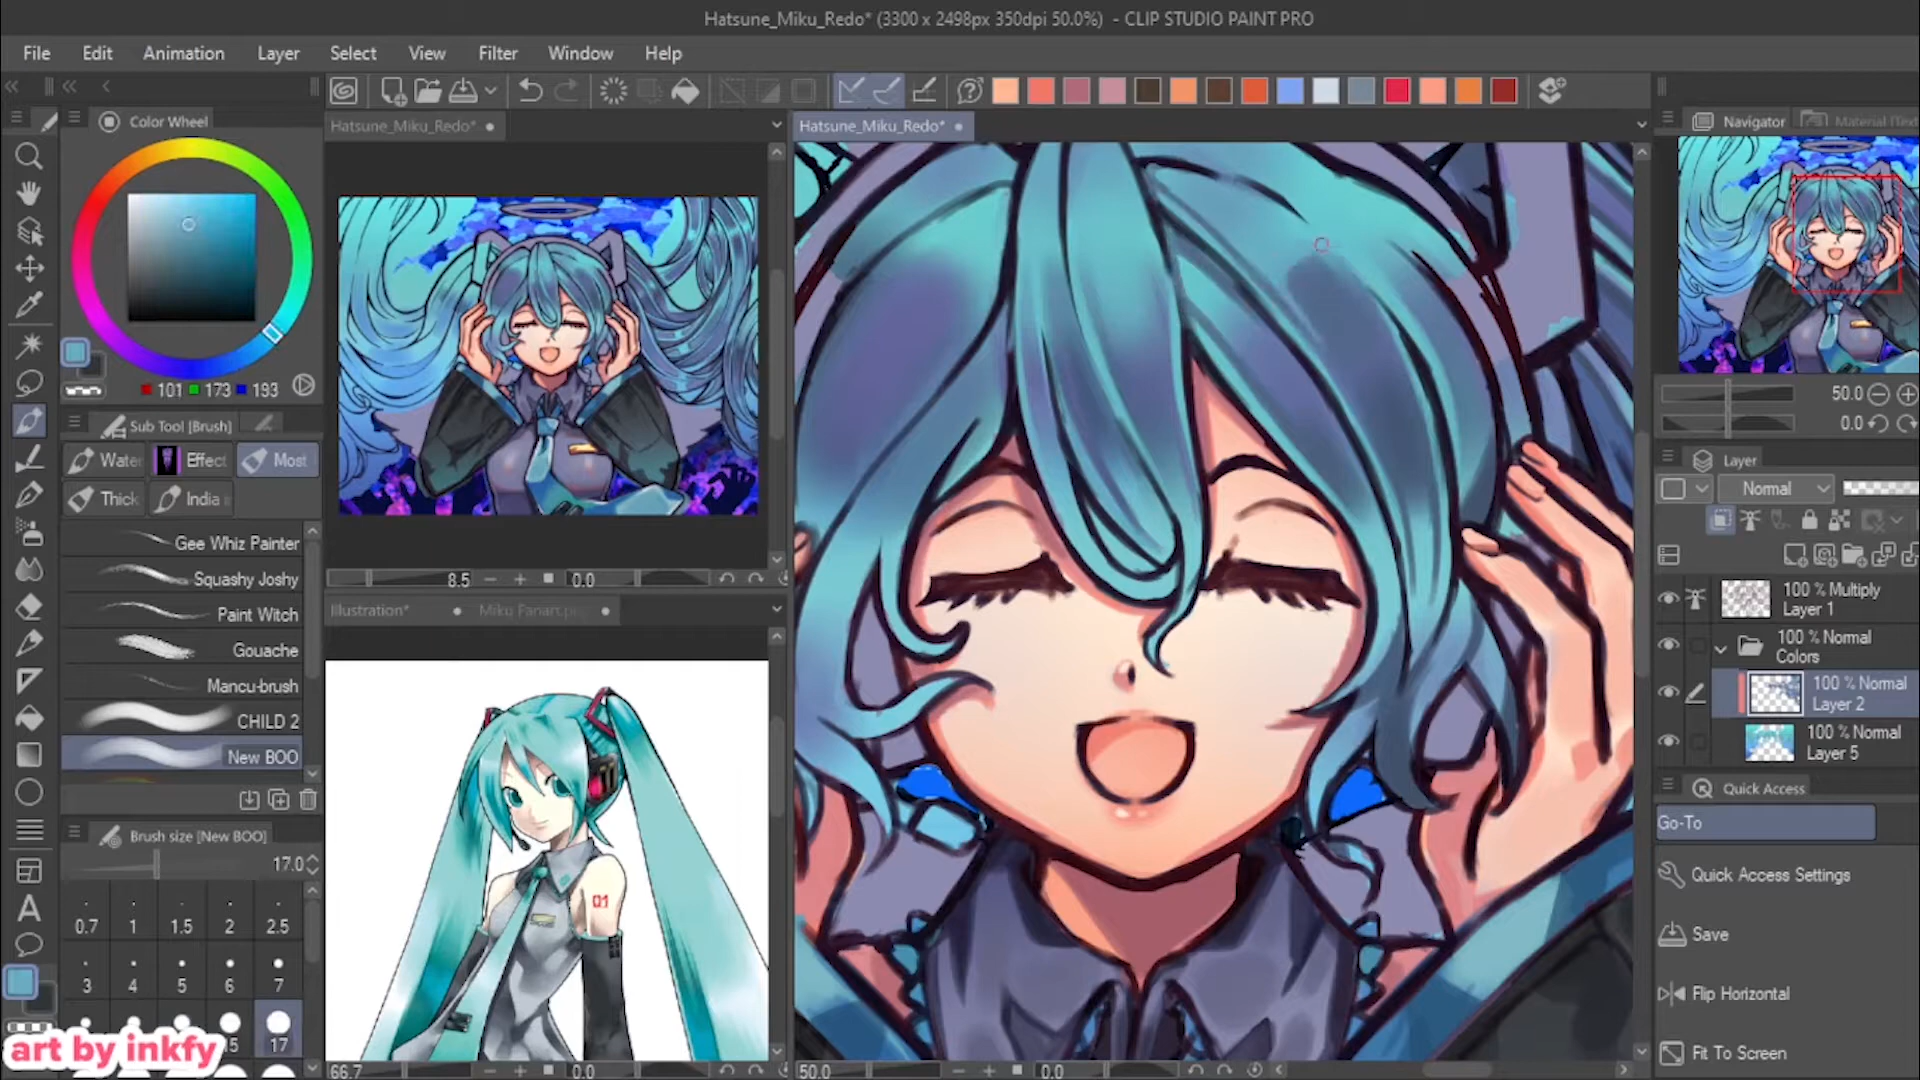 Hatsune_Miku_Redo* (3300 x 2498px 350dpi 50.0%) - CLIP STUDIO PAINT PRO
File Edit Animation Layer Select View Filter Window Help
Color Wheel
101 173 193
Sub Tool [Brush]
Effect Most
Thick India
Gee Whiz Painter
Squashy Joshy
Paint Witch
Gouache
Mancu-brush
CHILD 2
New BOO
Brush size [New BOO]
17.0
0.7 1 1.5 2 2.5
3 4 5 6 7
15 17
art by inkfy
Hatsune_Miku_Redo*
8.5 0.0
Illustration* Miku Fanart
01
66.7 0.0
Hatsune_Miku_Redo*
50.0 0.0
Navigator Material [Text
50.0
0.0
Layer
Normal
100 % Multiply
Layer 1
100 % Normal
Colors
100 % Normal
Layer 2
100 % Normal
Layer 5
Quick Access
Go-To
Quick Access Settings
Save
Flip Horizontal
Fit To Screen